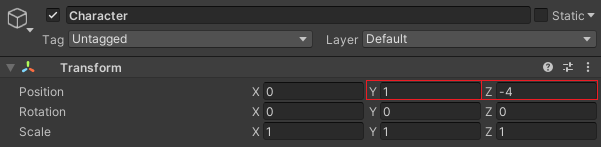 Character Static
Tag Untagged Layer Default
Transform
Position X 0 Y 1 Z -4
Rotation X 0 Y 0 Z 0
Scale X 1 Y 1 Z 1